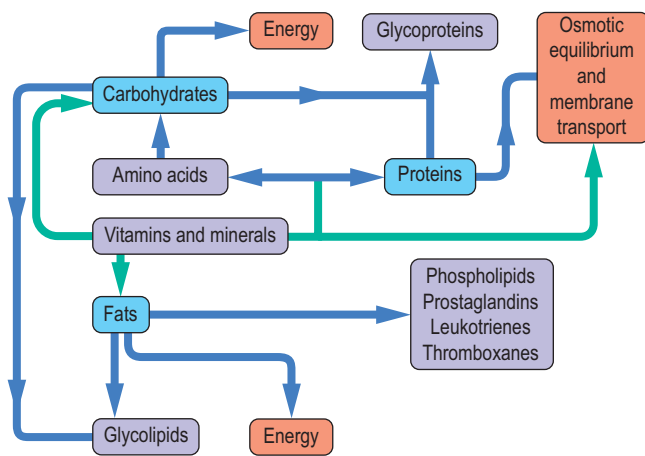 Energy
Glycoproteins
Osmotic
equilibrium
and
membrane
transport
Carbohydrates
Amino acids
Proteins
Vitamins and minerals
Fats
Phospholipids
Prostaglandins
Leukotrienes
Thromboxanes
Glycolipids
Energy